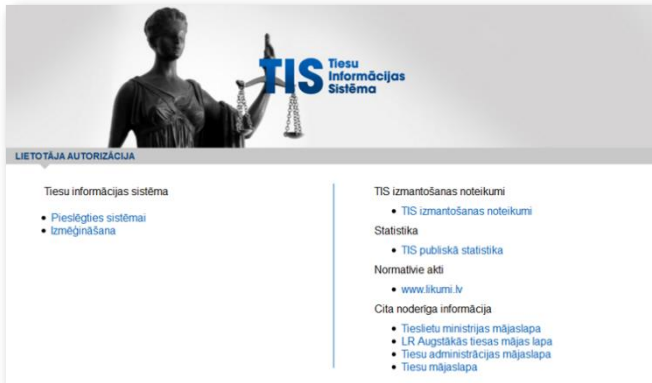 TIS Tiesu
Informācijas
Sistēma
LIETOTĀJA AUTORIZĀCIJA
Tiesu informācijas sistēma
Pieslēgties sistēmai
Izmēģināšana
TIS izmantošanas noteikumi
TIS izmantošanas noteikumi
Statistika
TIS publiskā statistika
Normatīvie akti
www.likumi.lv
Cita noderīga informācija
Tieslietu ministrijas mājaslapa
LR Augstākās tiesas mājas lapa
Tiesu administrācijas mājaslapa
Tiesu mājaslapa